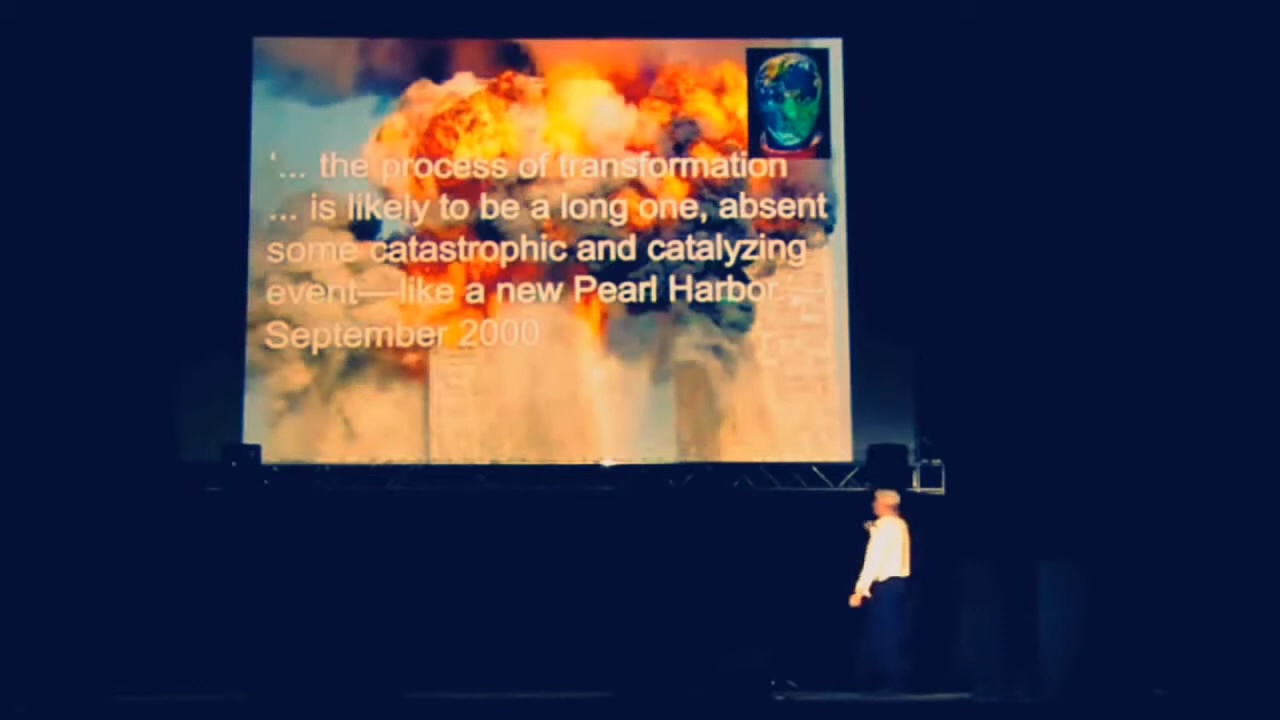 ‘... the process of transformation
... is likely to be a long one, absent
some catastrophic and catalyzing
event—like a new Pearl Harbor.’
September 2000